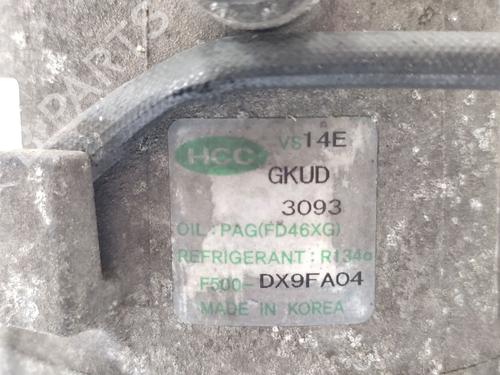 VS14E
HCC
GKUD
3093
OIL : PAG(FD46XG)
REFRIGERANT : R134a
F500-DX9FA04
MADE IN KOREA